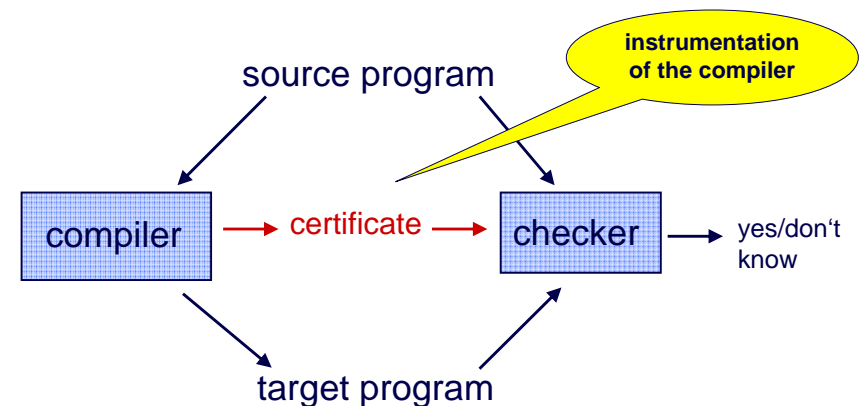 instrumentation
of the compiler
source program
compiler
certificate
checker
yes/don‘t
know
target program